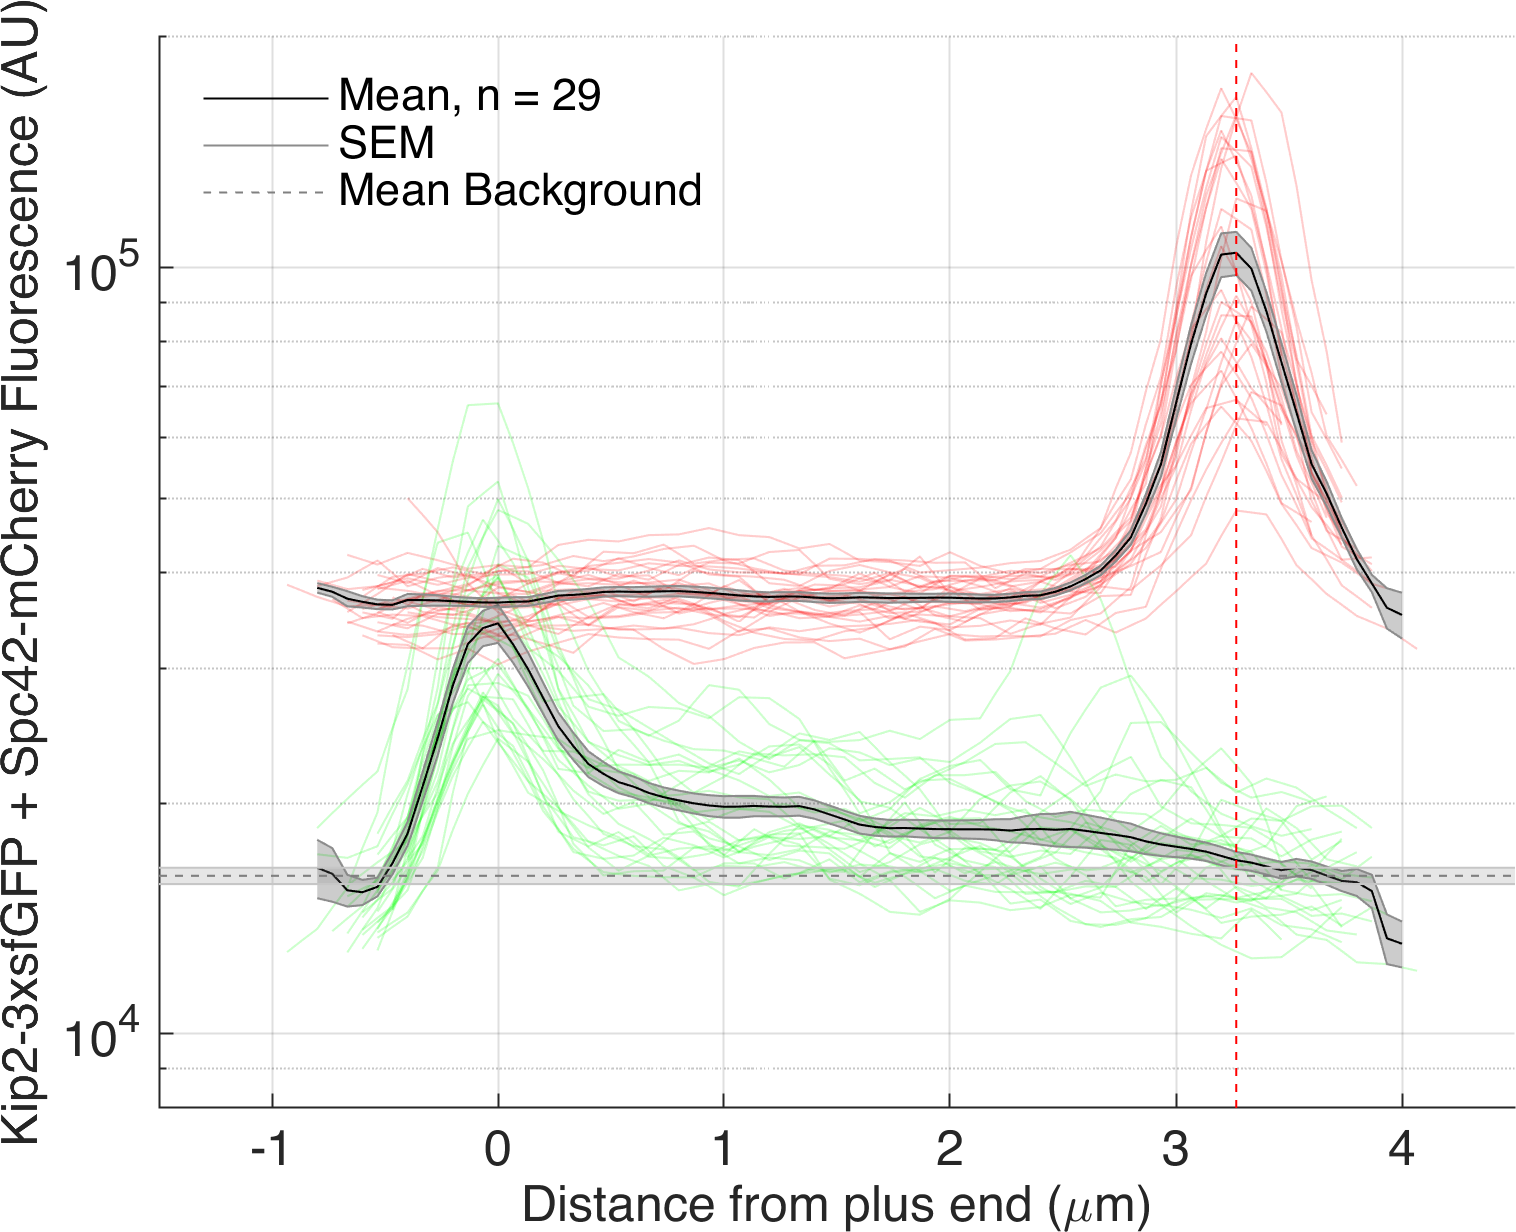 Kip2-3xsfGFP + Spc42-mCherry Fluorescence (AU)
Mean, n = 29
SEM
Mean Background
10^5
10^4
-1 0 1 2 3 4
Distance from plus end (μm)